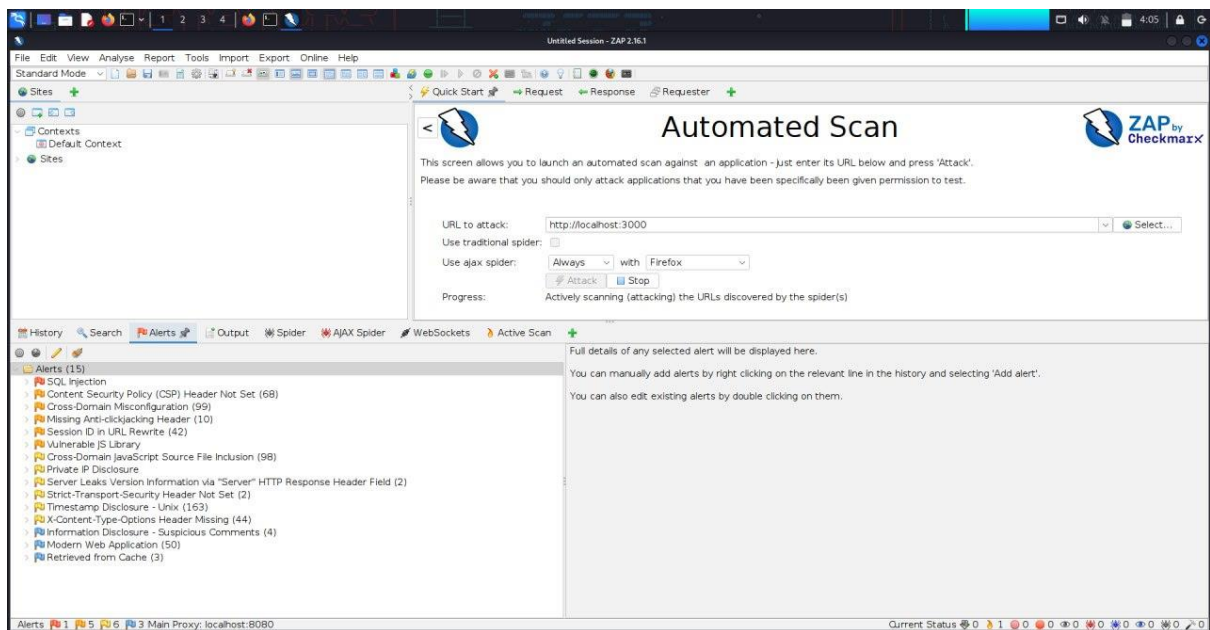 1 2 3 4
4:05
Untitled Session - ZAP 2.16.1
File Edit View Analyse Report Tools Import Export Online Help
Standard Mode
Sites
Quick Start Request Response Requester
Contexts
Default Context
Sites
<
Automated Scan
ZAP by
Checkmarx
This screen allows you to launch an automated scan against an application - just enter its URL below and press 'Attack'.
Please be aware that you should only attack applications that you have been specifically been given permission to test.
URL to attack: http://localhost:3000 Select...
Use traditional spider:
Use ajax spider: Always with Firefox
Attack Stop
Progress: Actively scanning (attacking) the URLs discovered by the spider(s)
History Search Alerts Output Spider AJAX Spider WebSockets Active Scan
Alerts (15)
SQL Injection
Content Security Policy (CSP) Header Not Set (68)
Cross-Domain Misconfiguration (99)
Missing Anti-clickjacking Header (10)
Session ID in URL Rewrite (42)
Vulnerable JS Library
Cross-Domain JavaScript Source File Inclusion (98)
Private IP Disclosure
Server Leaks Version Information via "Server" HTTP Response Header Field (2)
Strict-Transport-Security Header Not Set (2)
Timestamp Disclosure - Unix (163)
X-Content-Type-Options Header Missing (44)
Information Disclosure - Suspicious Comments (4)
Modern Web Application (50)
Retrieved from Cache (3)
Full details of any selected alert will be displayed here.
You can manually add alerts by right clicking on the relevant line in the history and selecting 'Add alert'.
You can also edit existing alerts by double clicking on them.
Alerts 1 5 6 3 Main Proxy: localhost:8080
Current Status 0 1 0 0 0 0 0 0 0 0